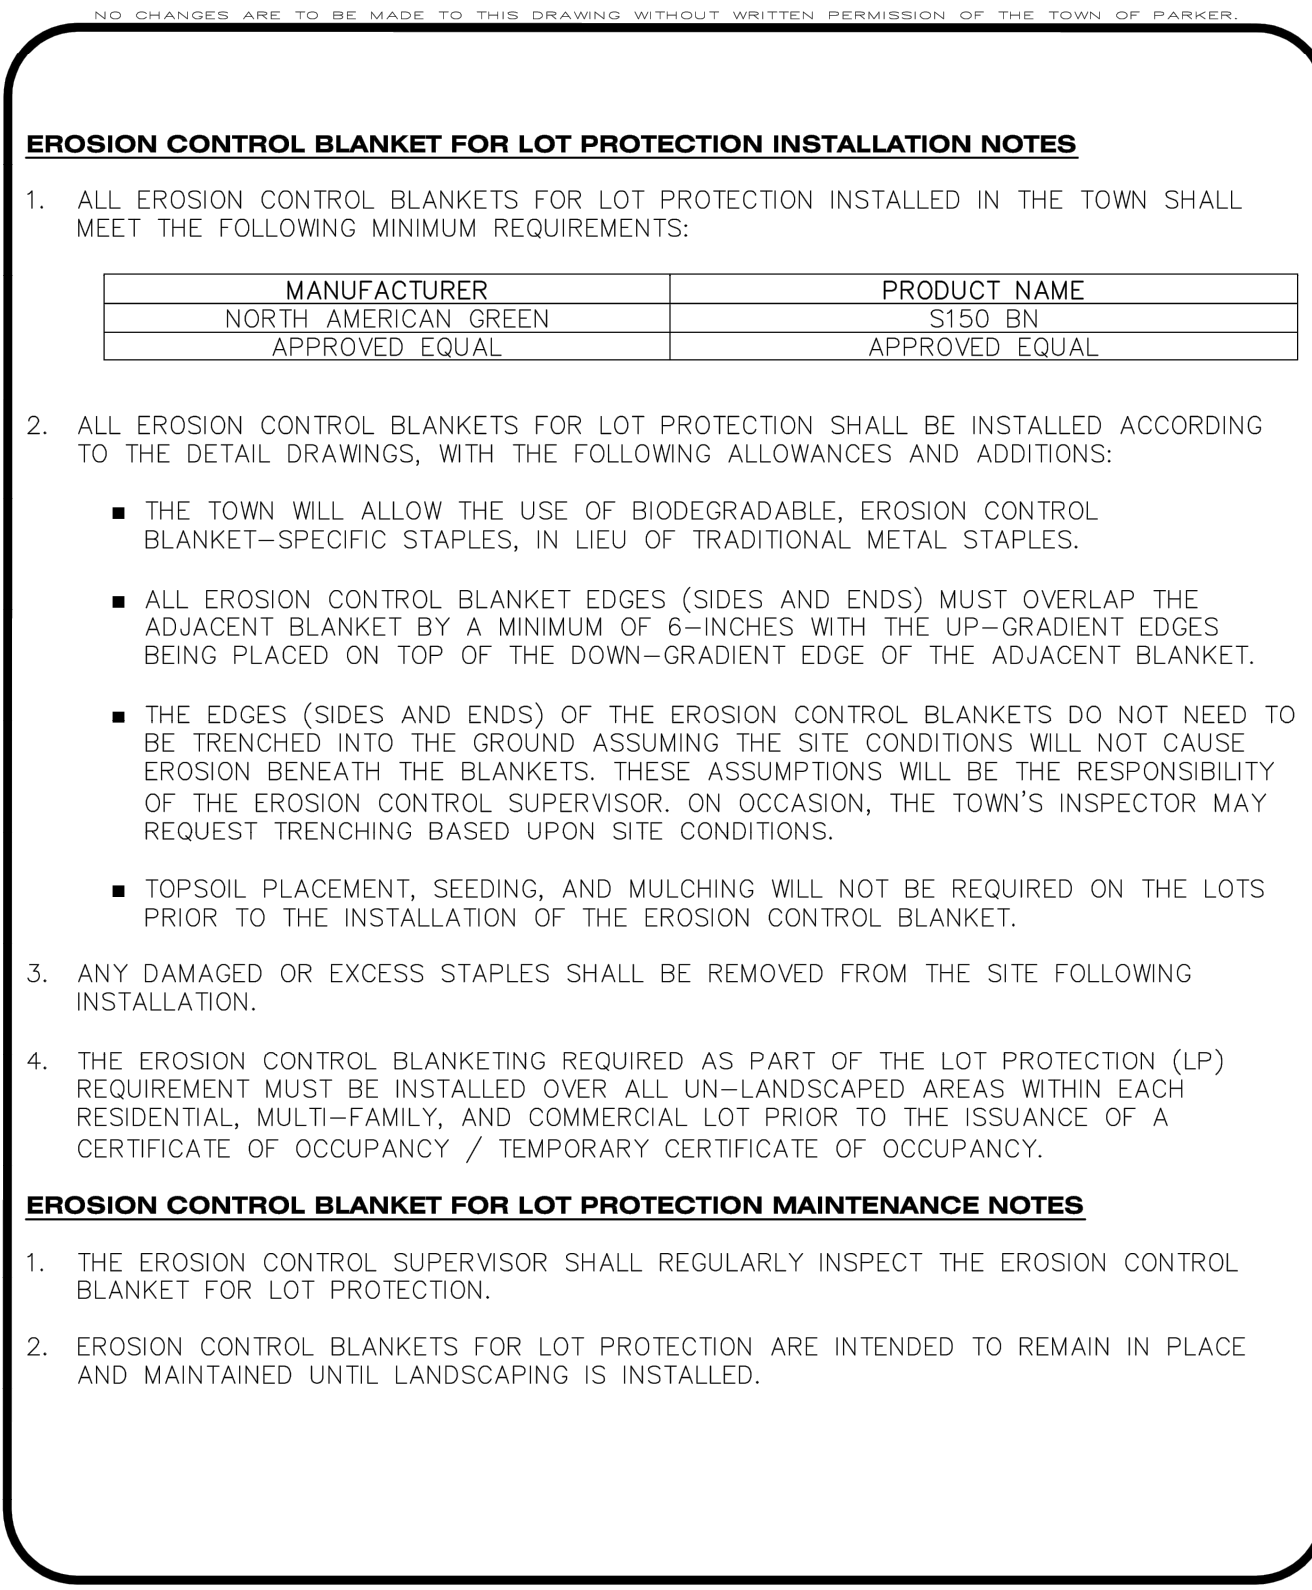 NO CHANGES ARE TO BE MADE TO THIS DRAWING WITHOUT WRITTEN PERMISSION OF THE TOWN OF PARKER.
EROSION CONTROL BLANKET FOR LOT PROTECTION INSTALLATION NOTES
1. ALL EROSION CONTROL BLANKETS FOR LOT PROTECTION INSTALLED IN THE TOWN SHALL
MEET THE FOLLOWING MINIMUM REQUIREMENTS:
MANUFACTURER PRODUCT NAME
NORTH AMERICAN GREEN S150 BN
APPROVED EQUAL APPROVED EQUAL
2. ALL EROSION CONTROL BLANKETS FOR LOT PROTECTION SHALL BE INSTALLED ACCORDING
TO THE DETAIL DRAWINGS, WITH THE FOLLOWING ALLOWANCES AND ADDITIONS:
■ THE TOWN WILL ALLOW THE USE OF BIODEGRADABLE, EROSION CONTROL
BLANKET-SPECIFIC STAPLES, IN LIEU OF TRADITIONAL METAL STAPLES.
■ ALL EROSION CONTROL BLANKET EDGES (SIDES AND ENDS) MUST OVERLAP THE
ADJACENT BLANKET BY A MINIMUM OF 6-INCHES WITH THE UP-GRADIENT EDGES
BEING PLACED ON TOP OF THE DOWN-GRADIENT EDGE OF THE ADJACENT BLANKET.
■ THE EDGES (SIDES AND ENDS) OF THE EROSION CONTROL BLANKETS DO NOT NEED TO
BE TRENCHED INTO THE GROUND ASSUMING THE SITE CONDITIONS WILL NOT CAUSE
EROSION BENEATH THE BLANKETS. THESE ASSUMPTIONS WILL BE THE RESPONSIBILITY
OF THE EROSION CONTROL SUPERVISOR. ON OCCASION, THE TOWN'S INSPECTOR MAY
REQUEST TRENCHING BASED UPON SITE CONDITIONS.
■ TOPSOIL PLACEMENT, SEEDING, AND MULCHING WILL NOT BE REQUIRED ON THE LOTS
PRIOR TO THE INSTALLATION OF THE EROSION CONTROL BLANKET.
3. ANY DAMAGED OR EXCESS STAPLES SHALL BE REMOVED FROM THE SITE FOLLOWING
INSTALLATION.
4. THE EROSION CONTROL BLANKETING REQUIRED AS PART OF THE LOT PROTECTION (LP)
REQUIREMENT MUST BE INSTALLED OVER ALL UN-LANDSCAPED AREAS WITHIN EACH
RESIDENTIAL, MULTI-FAMILY, AND COMMERCIAL LOT PRIOR TO THE ISSUANCE OF A
CERTIFICATE OF OCCUPANCY / TEMPORARY CERTIFICATE OF OCCUPANCY.
EROSION CONTROL BLANKET FOR LOT PROTECTION MAINTENANCE NOTES
1. THE EROSION CONTROL SUPERVISOR SHALL REGULARLY INSPECT THE EROSION CONTROL
BLANKET FOR LOT PROTECTION.
2. EROSION CONTROL BLANKETS FOR LOT PROTECTION ARE INTENDED TO REMAIN IN PLACE
AND MAINTAINED UNTIL LANDSCAPING IS INSTALLED.